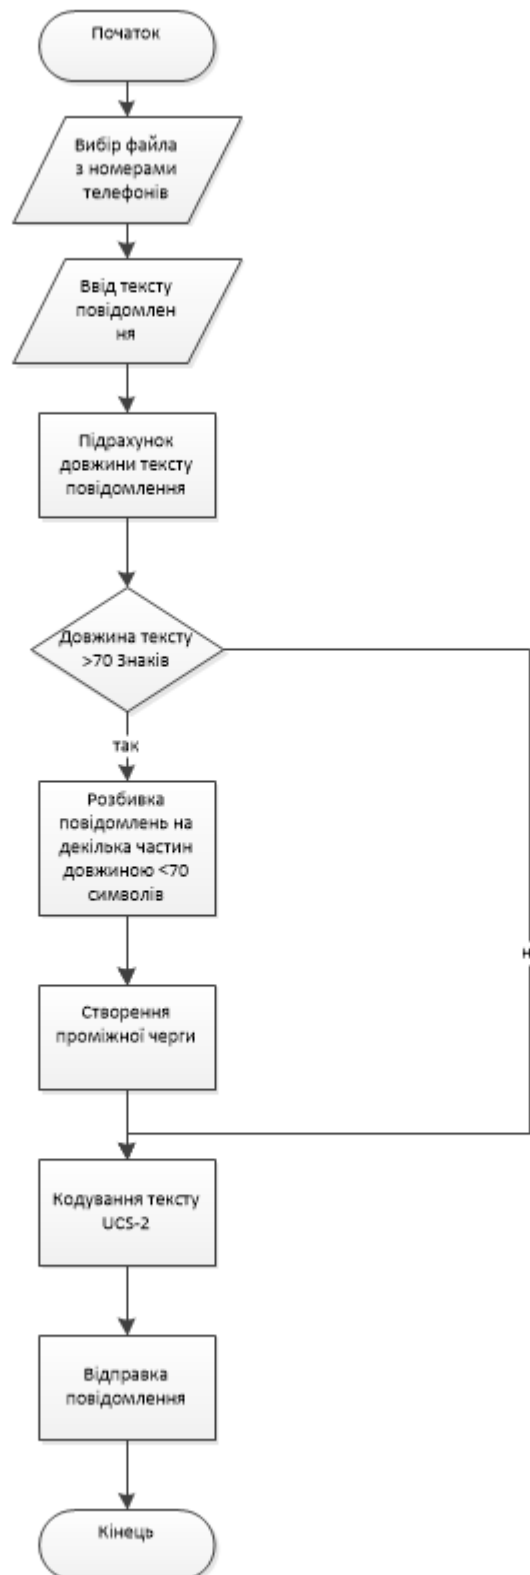 Початок
Вибір файла
з номерами
телефонів
Ввід тексту
повідомлен
ня
Підрахунок
довжини тексту
повідомлення
Довжина тексту
>70 Знаків
так
Розбивка
повідомлень на
декілька частин
довжиною <70
символів
Створення
проміжної черги
Кодування тексту
UCS-2
Відправка
повідомлення
Кінець